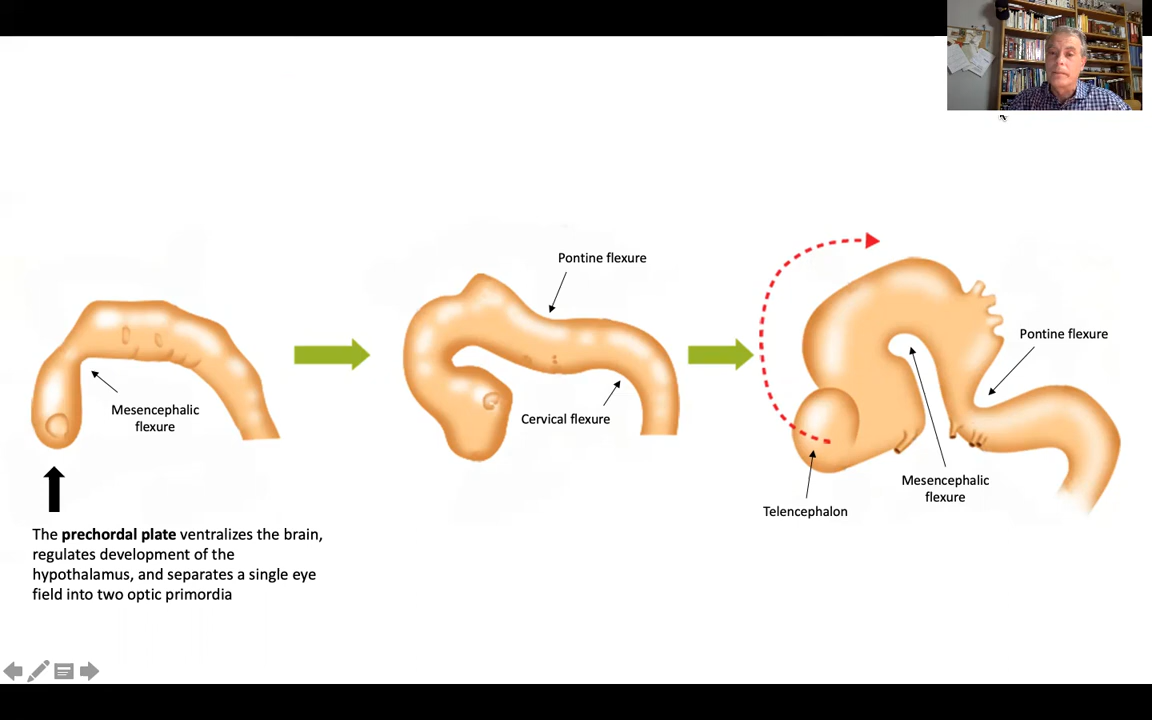 Pontine flexure
Pontine flexure
Mesencephalic
flexure
Cervical flexure
Mesencephalic
flexure
Telencephalon
The prechordal plate ventralizes the brain,
regulates development of the
hypothalamus, and separates a single eye
field into two optic primordia